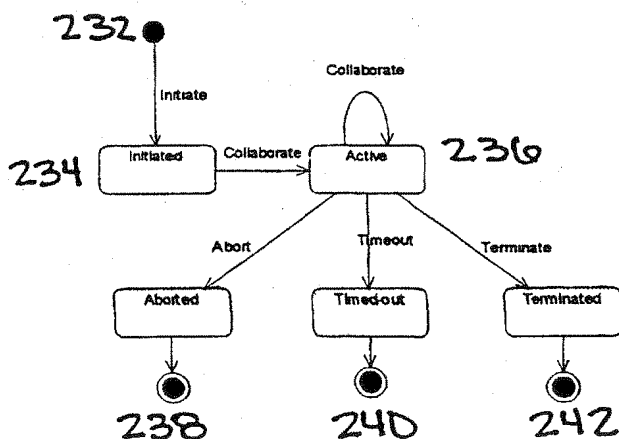 232
Collaborate
Initiate
234
Initiated
Collaborate
Active
236
Abort
Timeout
Terminate
Aborted
Timed-out
Terminated
238
240
242